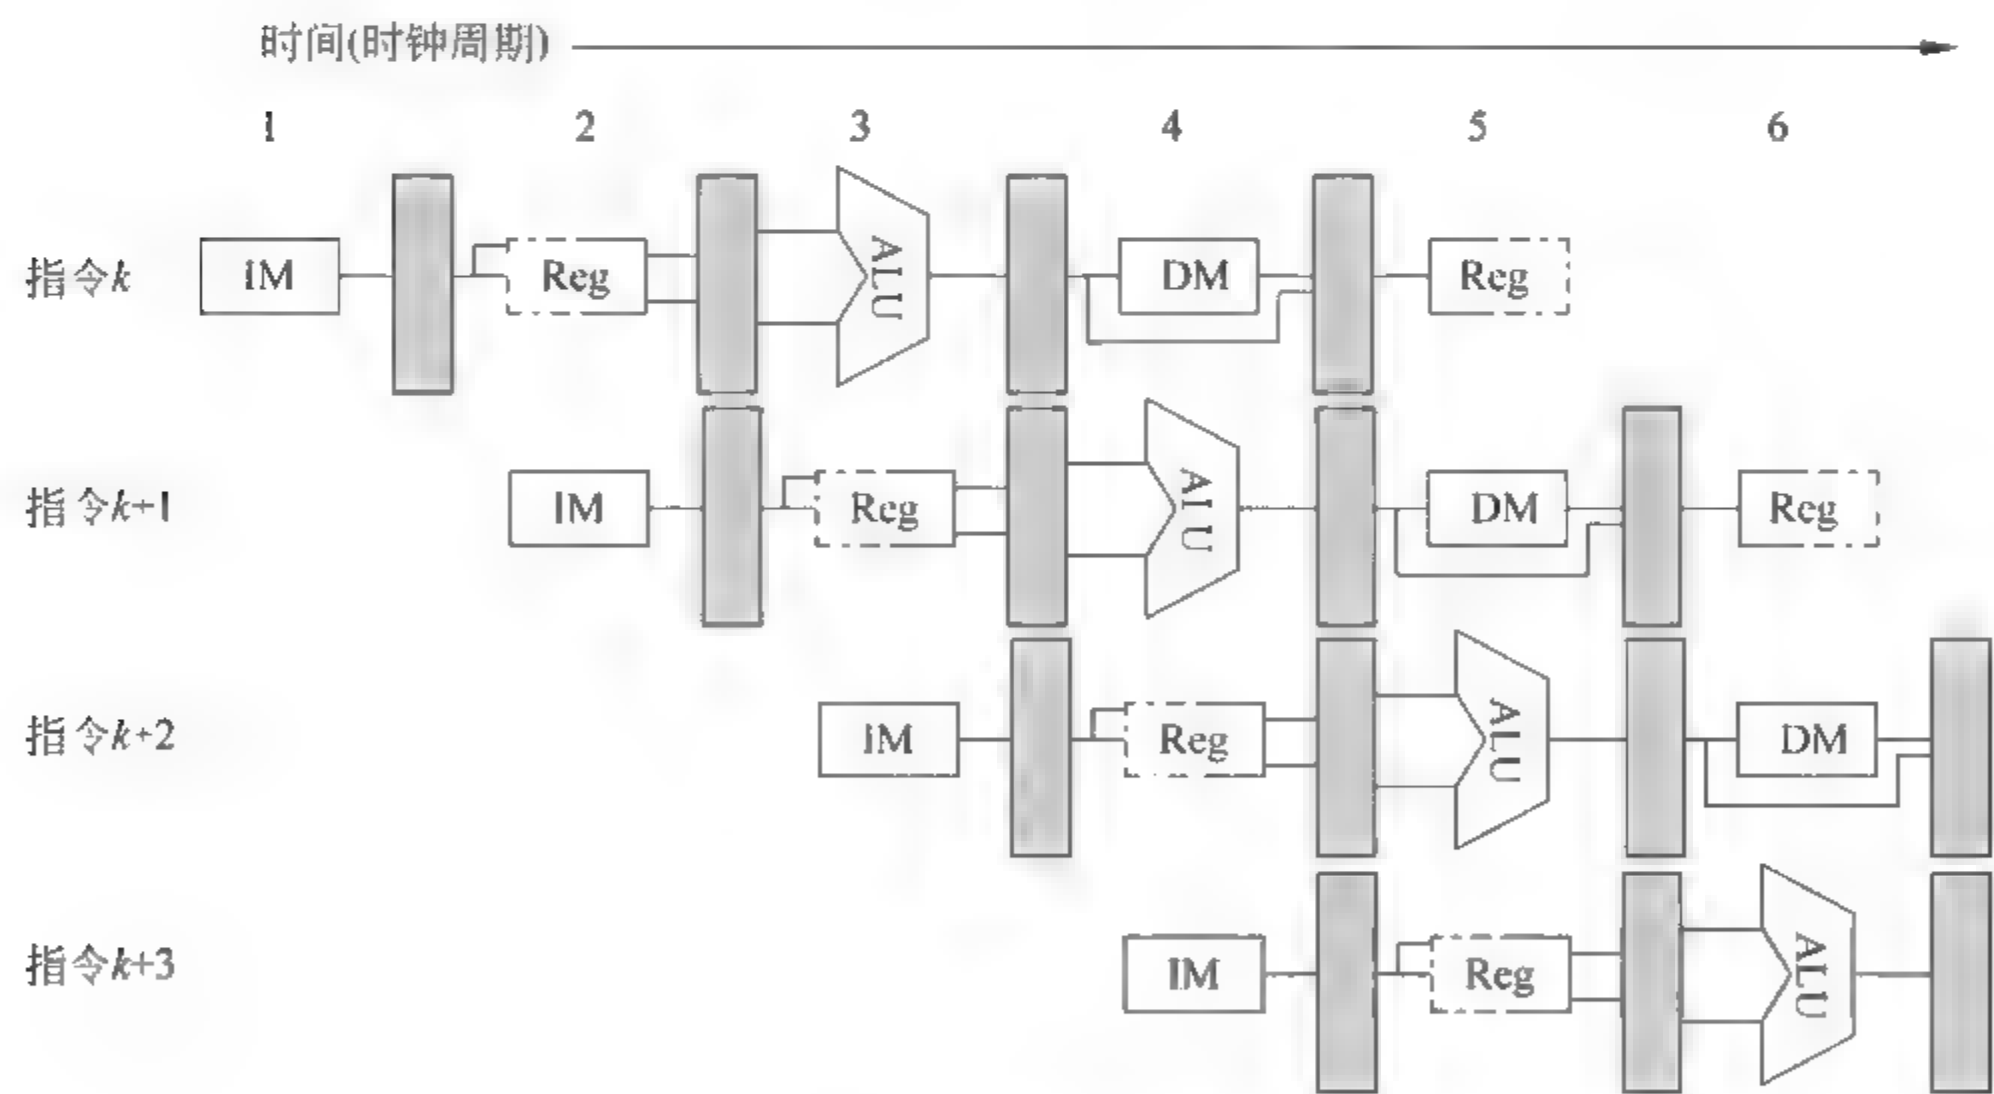 时间(时钟周期)
1 2 3 4 5 6
指令k IM Reg ALU DM Reg
指令k+1 IM Reg ALU DM Reg
指令k+2 IM Reg ALU DM
指令k+3 IM Reg ALU